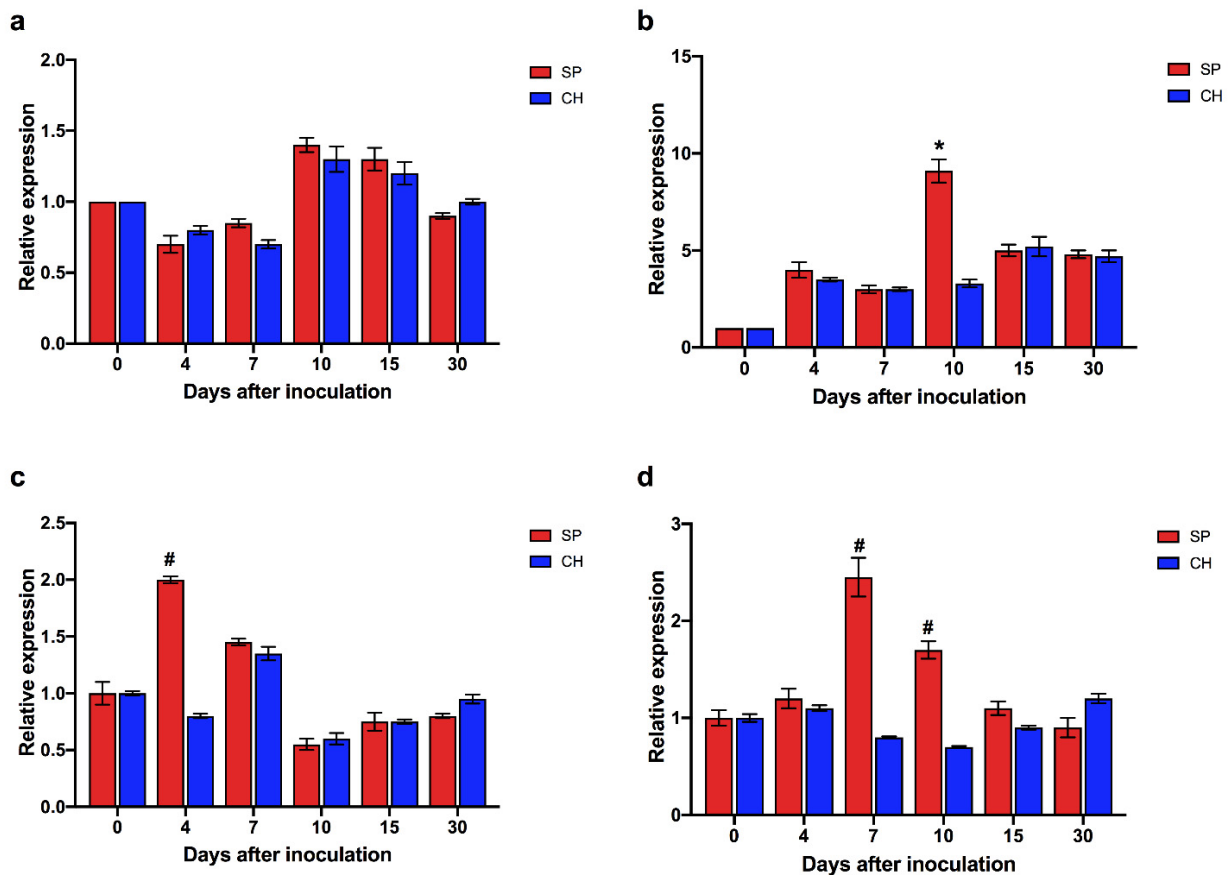 a
2.0
1.5
1.0
0.5
0.0
Relative expression
0 4 7 10 15 30
Days after inoculation
SP
CH
b
15
10
5
0
Relative expression
*
0 4 7 10 15 30
Days after inoculation
SP
CH
c
2.5
2.0
1.5
1.0
0.5
0.0
Relative expression
#
0 4 7 10 15 30
Days after inoculation
SP
CH
d
3
2
1
0
Relative expression
#
#
0 4 7 10 15 30
Days after inoculation
SP
CH